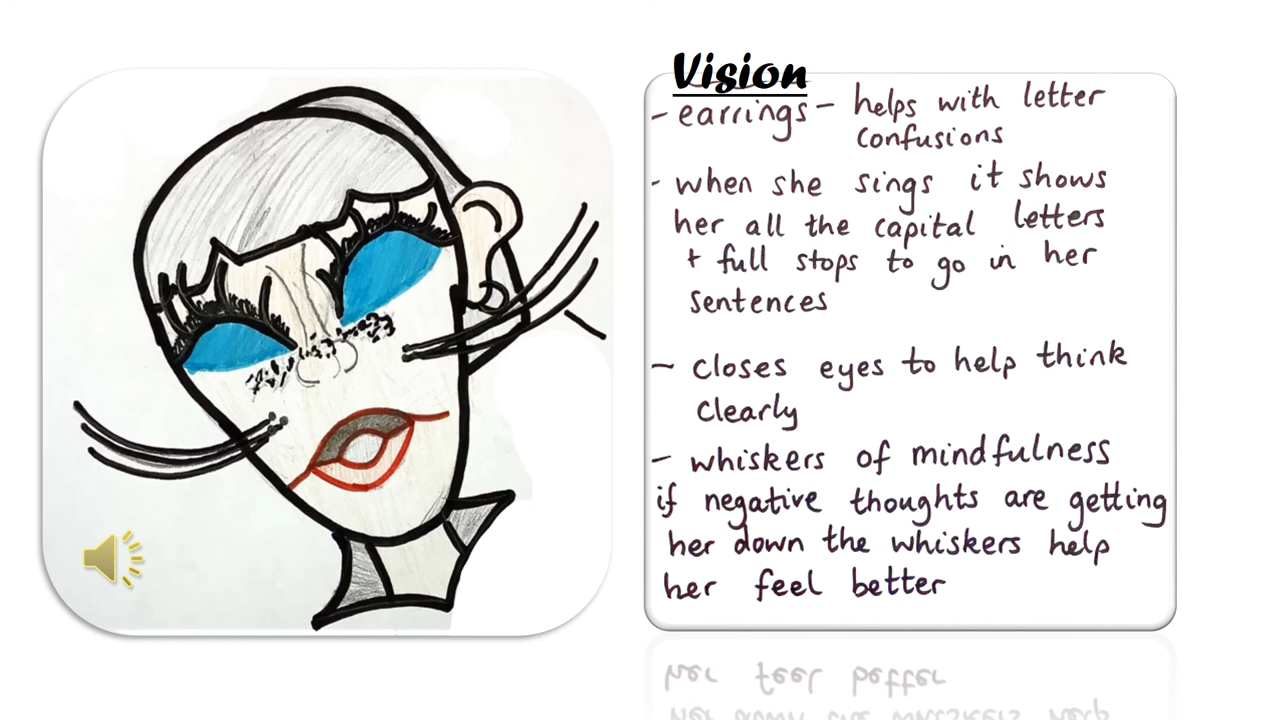 Vision
- earrings - helps with letter
confusions
- when she sings it shows
her all the capital letters
+ full stops to go in her
sentences
- closes eyes to help think
clearly
- whiskers of mindfulness
if negative thoughts are getting
her down the whiskers help
her feel better